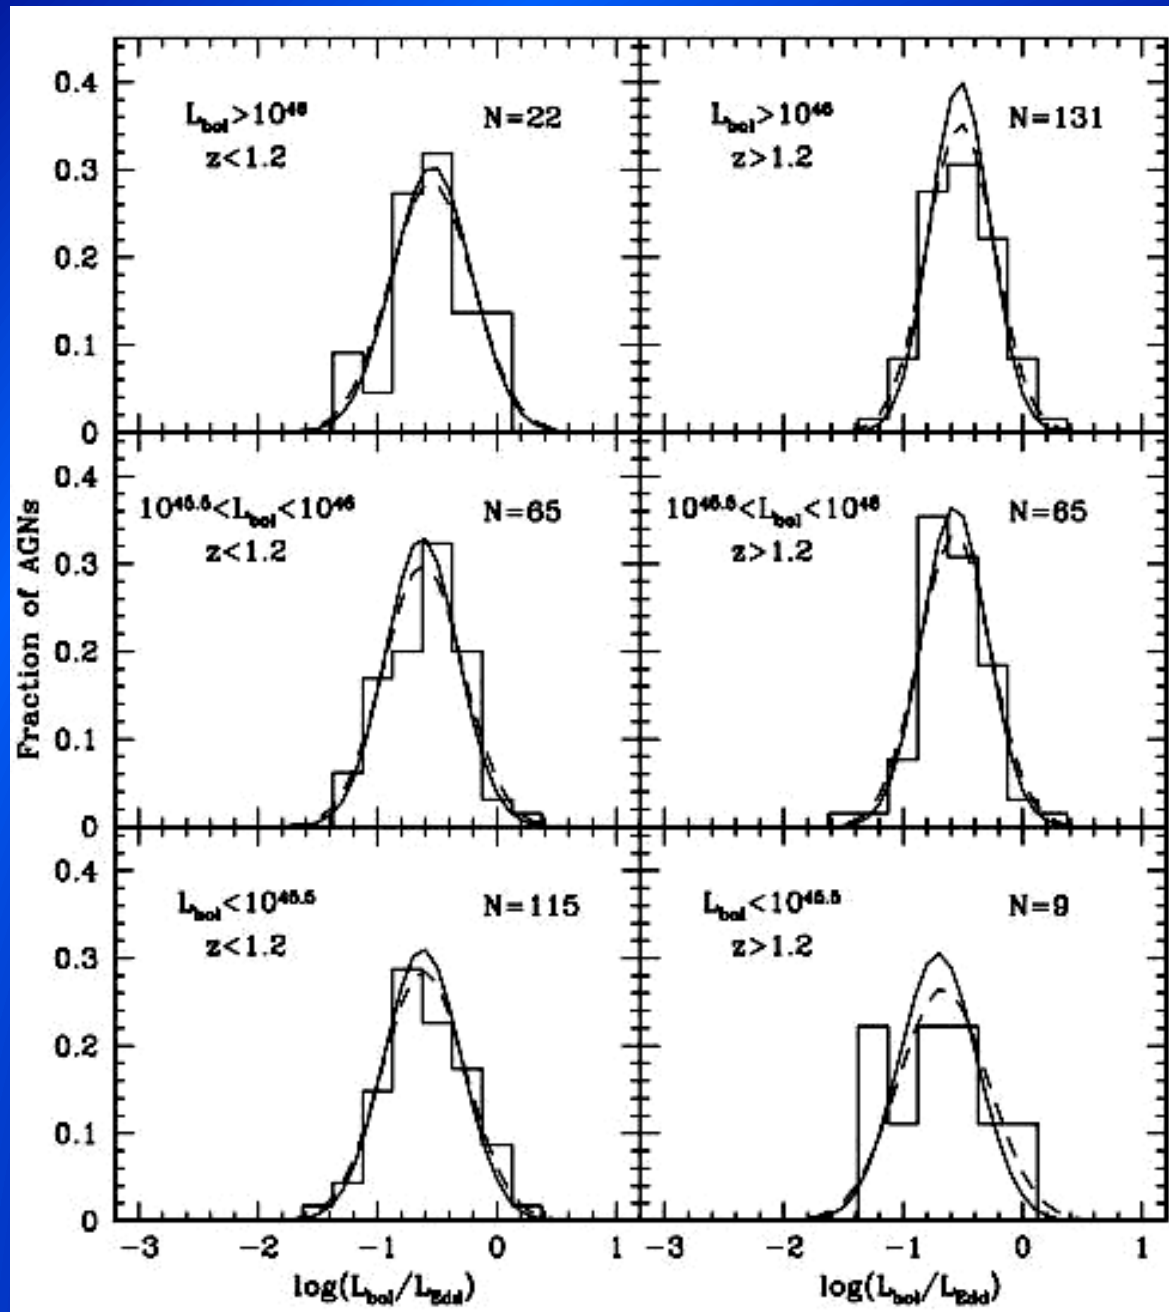 Fraction of AGNs
0.4
0.3
0.2
0.1
0
L_bol>10^46
z<1.2
N=22
L_bol>10^46
z>1.2
N=131
0.4
0.3
0.2
0.1
0
10^45.5<L_bol<10^46
z<1.2
N=65
10^45.5<L_bol<10^46
z>1.2
N=65
0.4
0.3
0.2
0.1
0
L_bol<10^45.5
z<1.2
N=115
L_bol<10^45.5
z>1.2
N=9
−3 −2 −1 0 1
−3 −2 −1 0 1
log(L_bol/L_Edd)
log(L_bol/L_Edd)